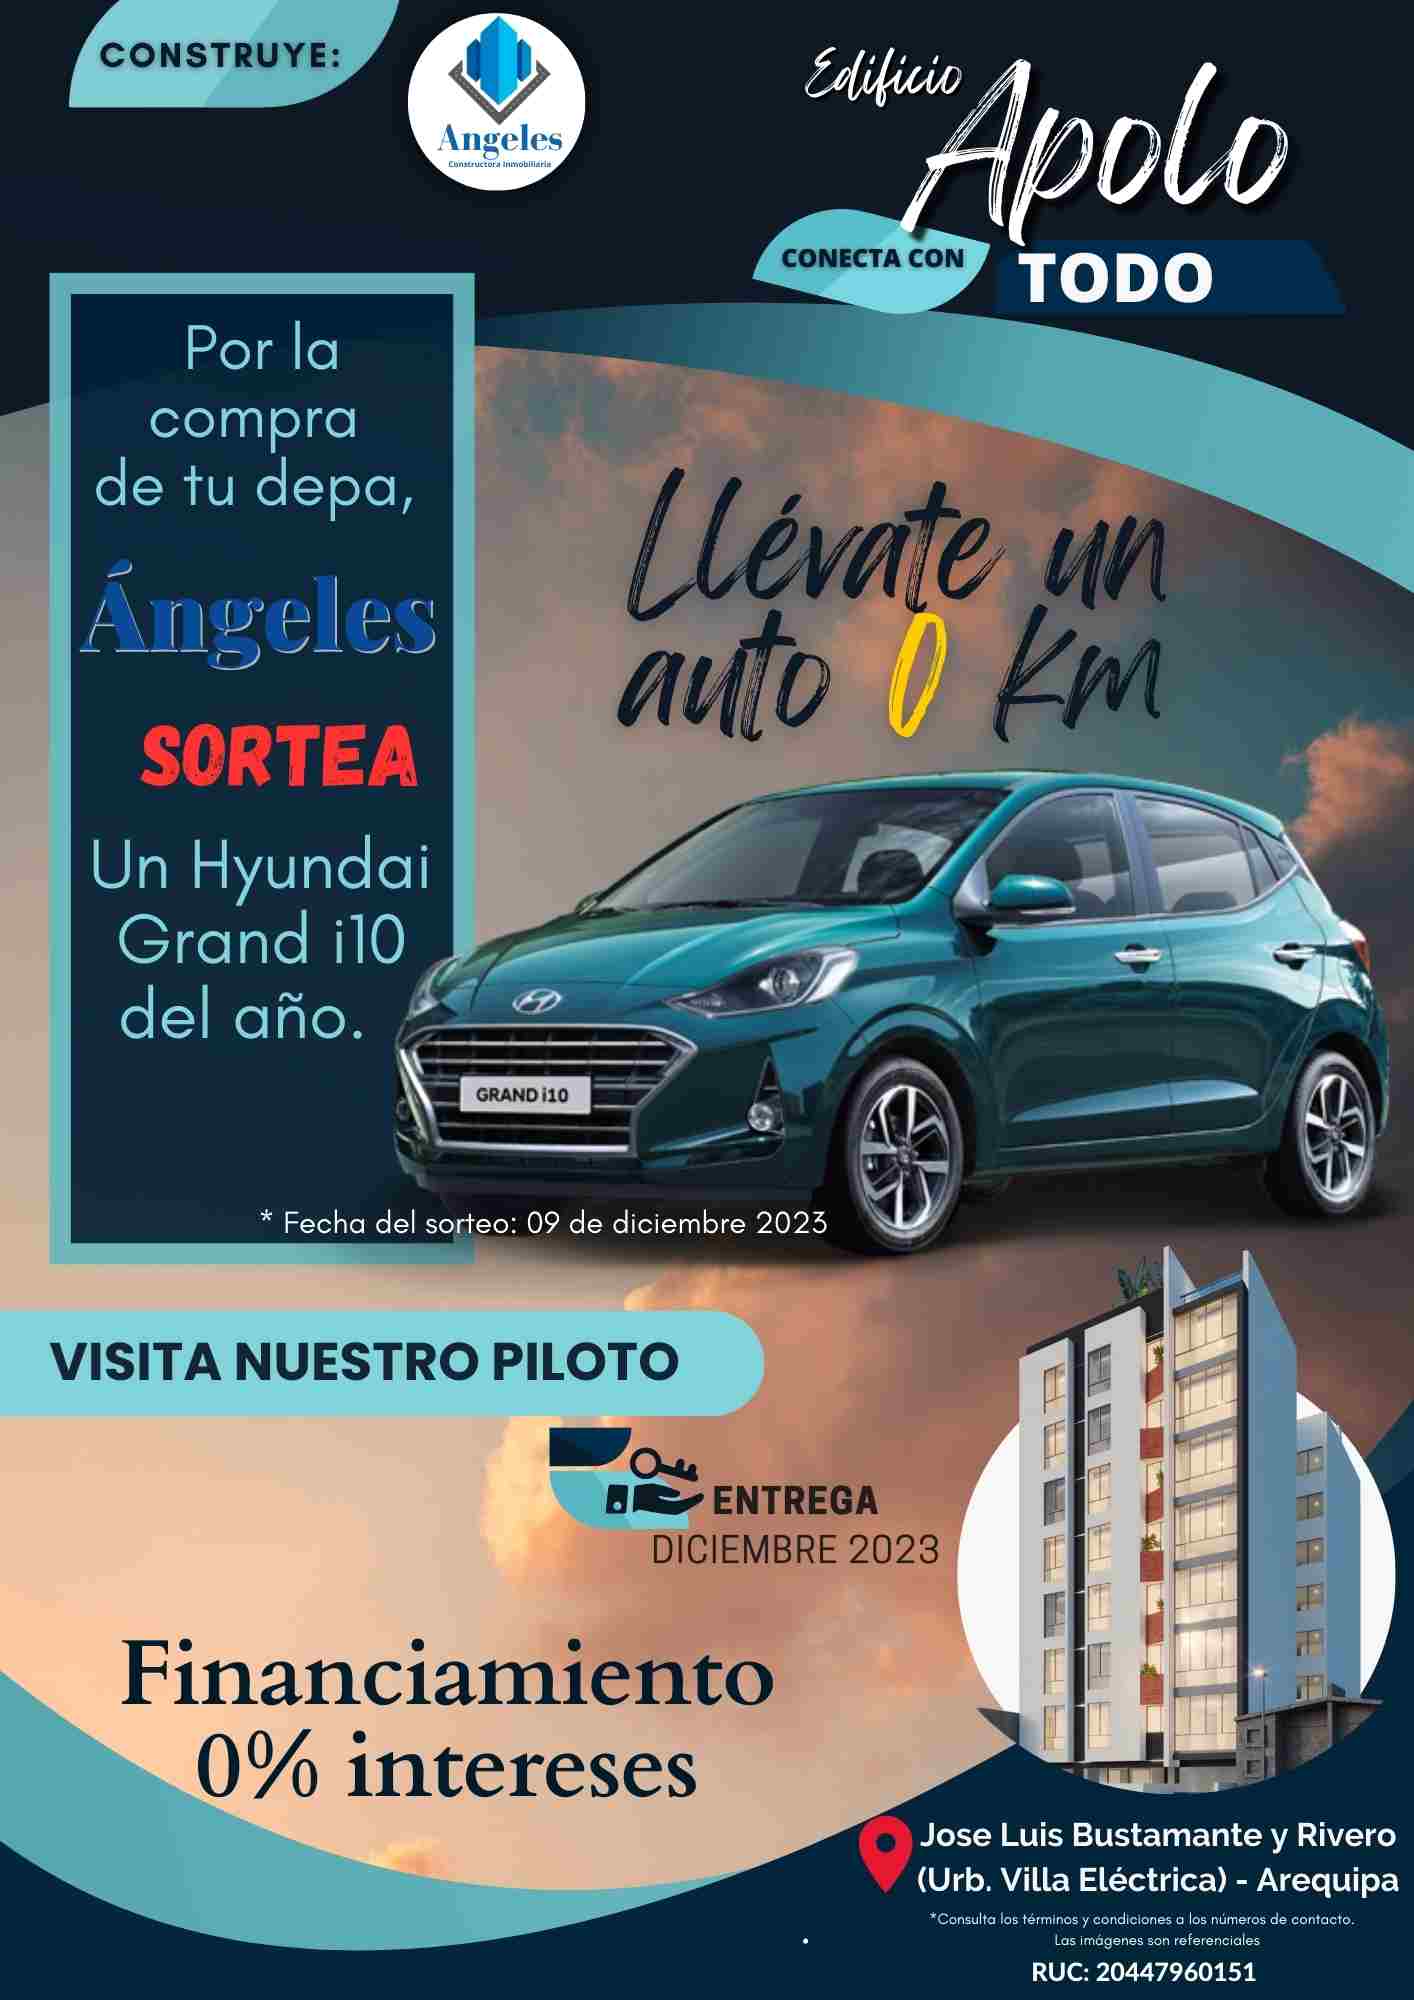 CONSTRUYE:
Angeles
Constructora Inmobiliaria
Edificio
Apolo
CONECTA CON
TODO
Por la
compra
de tu depa,
Ángeles
SORTEA
Un Hyundai
Grand i10
del año.
Llévate un
auto 0 Km
GRAND i10
* Fecha del sorteo: 09 de diciembre 2023
VISITA NUESTRO PILOTO
ENTREGA
DICIEMBRE 2023
Financiamiento
0% intereses
Jose Luis Bustamante y Rivero
(Urb. Villa Eléctrica) - Arequipa
*Consulta los términos y condiciones a los números de contacto.
Las imágenes son referenciales
RUC: 20447960151